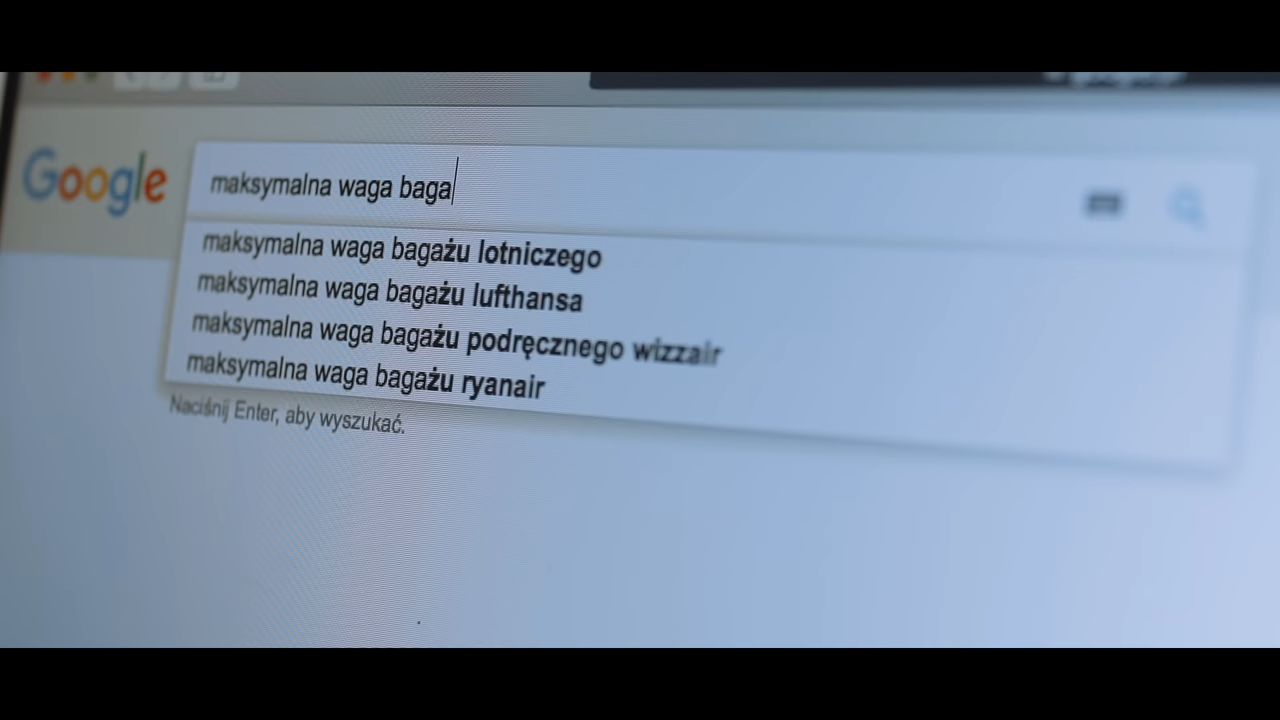 Google
maksymalna waga baga
maksymalna waga bagażu lotniczego
maksymalna waga bagażu lufthansa
maksymalna waga bagażu podręcznego wizzair
maksymalna waga bagażu ryanair
Naciśnij Enter, aby wyszukać.